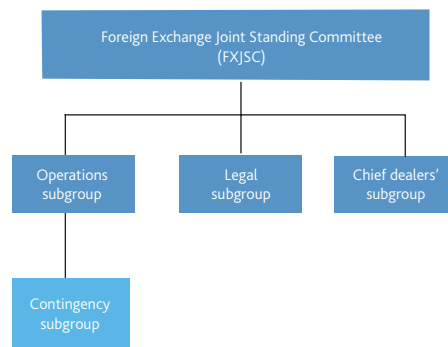 Foreign Exchange Joint Standing Committee
(FXJSC)
Operations
subgroup
Legal
subgroup
Chief dealers'
subgroup
Contingency
subgroup